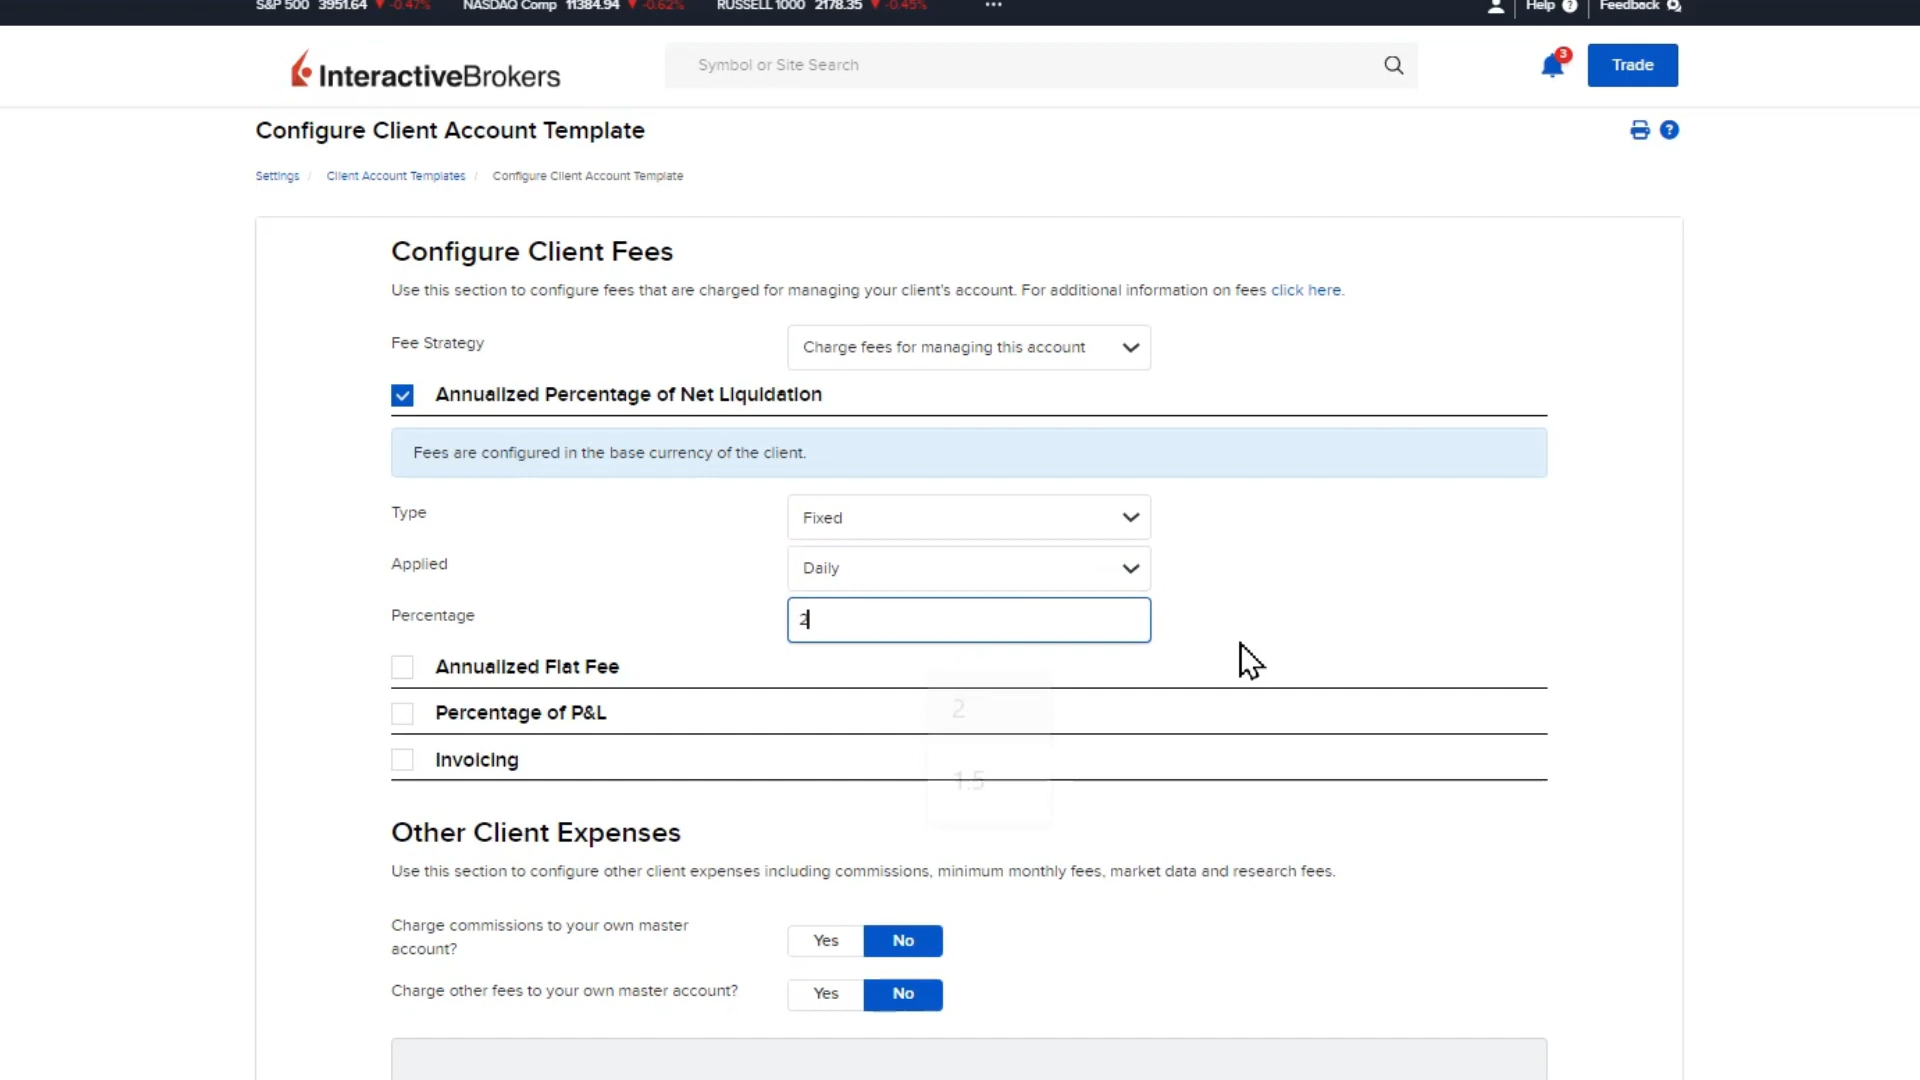 S&P 500 3951.64 ▼ -0.47% NASDAQ Comp 11384.94 ▼ -0.62% RUSSELL 1000 2178.35 ▼ -0.45% ••• Help ? Feedback
InteractiveBrokers Symbol or Site Search 3 Trade
Configure Client Account Template ?
Settings / Client Account Templates / Configure Client Account Template
Configure Client Fees
Use this section to configure fees that are charged for managing your client's account. For additional information on fees click here.
Fee Strategy Charge fees for managing this account
Annualized Percentage of Net Liquidation
Fees are configured in the base currency of the client.
Type Fixed
Applied Daily
Percentage 2
Annualized Flat Fee
2
Percentage of P&L
Invoicing
1.5
Other Client Expenses
Use this section to configure other client expenses including commissions, minimum monthly fees, market data and research fees.
Charge commissions to your own master
account? Yes No
Charge other fees to your own master account? Yes No